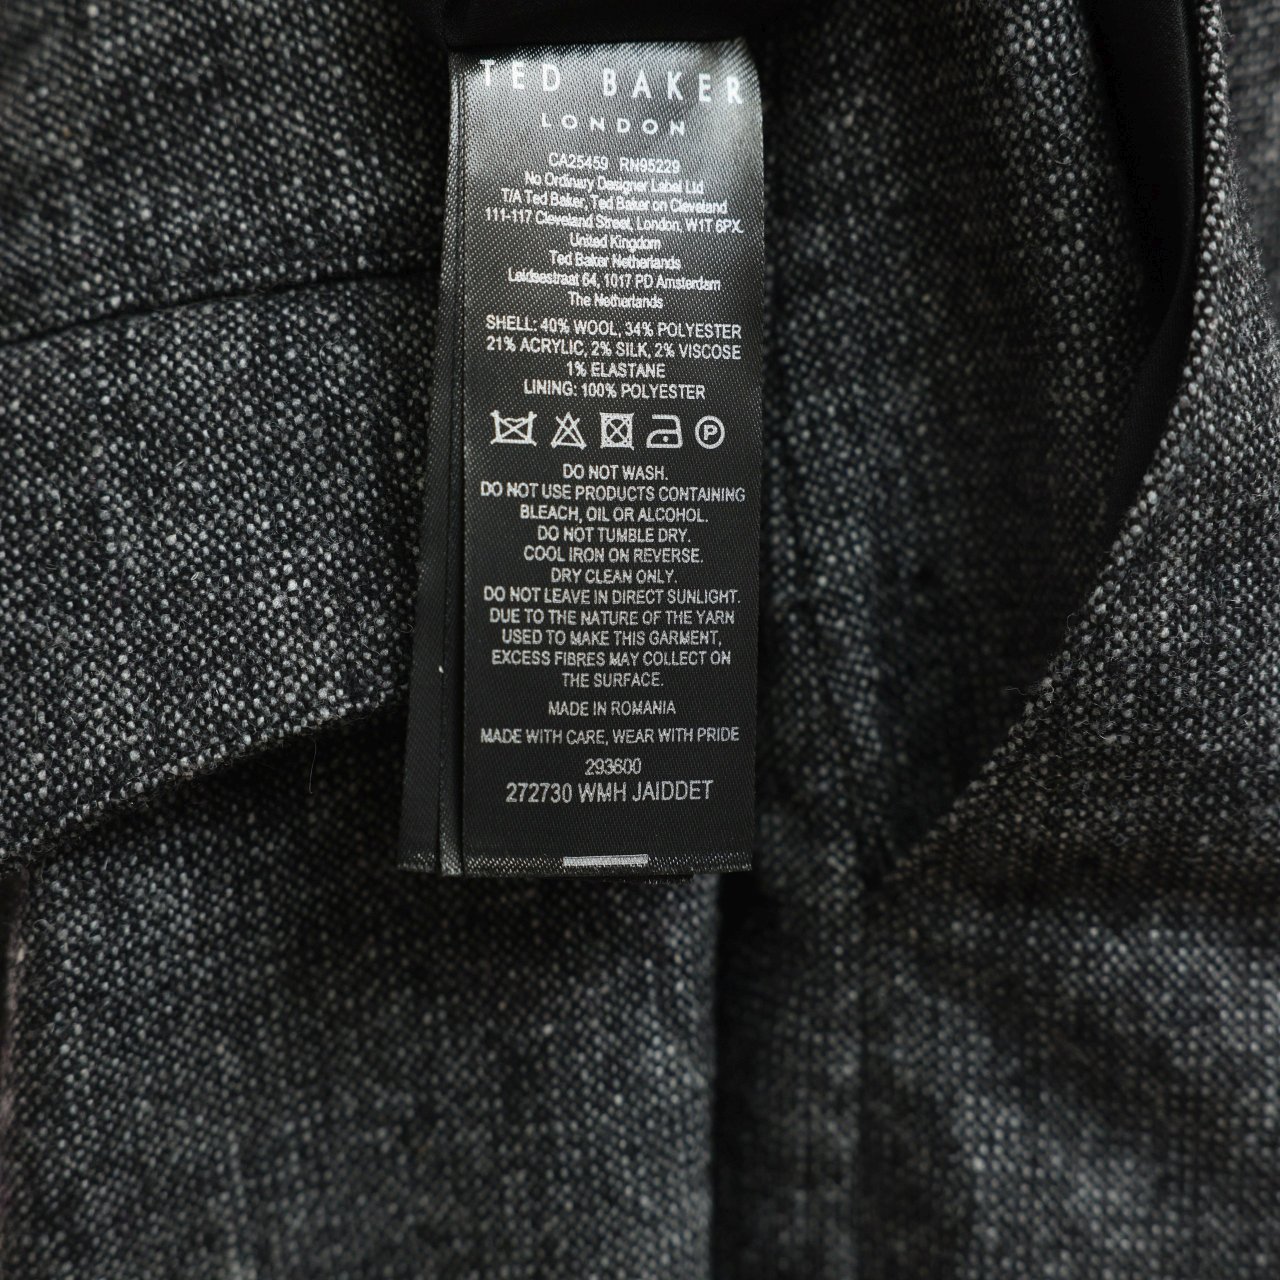 TED BAKER
LONDON
CA25459 RN95229
No Ordinary Designer Label Ltd
T/A Ted Baker, Ted Baker on Cleveland
111-117 Cleveland Street, London, W1T 6PX.
United Kingdom
Ted Baker Netherlands
Leidsestraat 64, 1017 PD Amsterdam
The Netherlands
SHELL: 40% WOOL, 34% POLYESTER
21% ACRYLIC, 2% SILK, 2% VISCOSE
1% ELASTANE
LINING: 100% POLYESTER
P
DO NOT WASH.
DO NOT USE PRODUCTS CONTAINING
BLEACH, OIL OR ALCOHOL.
DO NOT TUMBLE DRY.
COOL IRON ON REVERSE.
DRY CLEAN ONLY.
DO NOT LEAVE IN DIRECT SUNLIGHT.
DUE TO THE NATURE OF THE YARN
USED TO MAKE THIS GARMENT,
EXCESS FIBRES MAY COLLECT ON
THE SURFACE.
MADE IN ROMANIA
MADE WITH CARE, WEAR WITH PRIDE
293600
272730 WMH JAIDDET